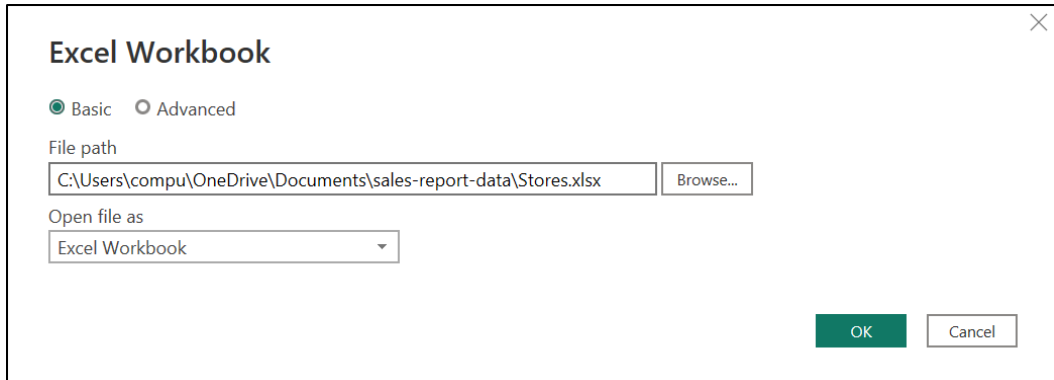 Excel Workbook
Basic Advanced
File path
C:\Users\compu\OneDrive\Documents\sales-report-data\Stores.xlsx Browse...
Open file as
Excel Workbook
OK Cancel